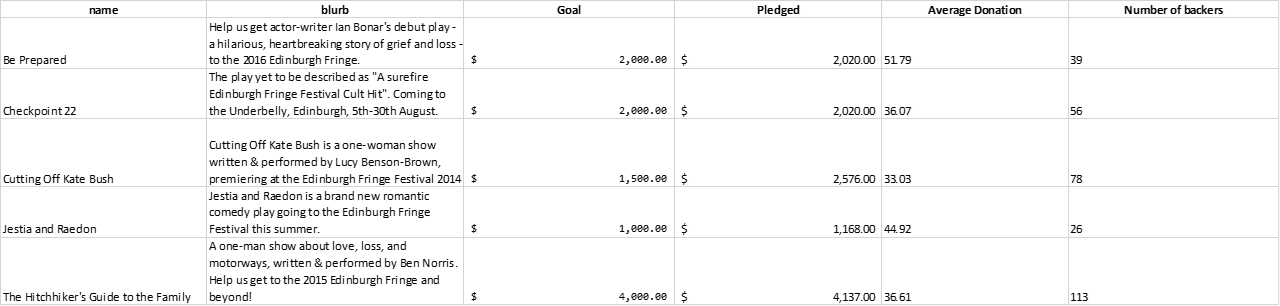 name blurb Goal Pledged Average Donation Number of backers
Help us get actor-writer Ian Bonar's debut play -
a hilarious, heartbreaking story of grief and loss -
Be Prepared to the 2016 Edinburgh Fringe. $ 2,000.00 $ 2,020.00 51.79 39
The play yet to be described as "A surefire
Edinburgh Fringe Festival Cult Hit". Coming to
Checkpoint 22 the Underbelly, Edinburgh, 5th-30th August. $ 2,000.00 $ 2,020.00 36.07 56
Cutting Off Kate Bush is a one-woman show
written & performed by Lucy Benson-Brown,
Cutting Off Kate Bush premiering at the Edinburgh Fringe Festival 2014 $ 1,500.00 $ 2,576.00 33.03 78
Jestia and Raedon is a brand new romantic
comedy play going to the Edinburgh Fringe
Jestia and Raedon Festival this summer. $ 1,000.00 $ 1,168.00 44.92 26
A one-man show about love, loss, and
motorways, written & performed by Ben Norris.
Help us get to the 2015 Edinburgh Fringe and
The Hitchhiker's Guide to the Family beyond! $ 4,000.00 $ 4,137.00 36.61 113